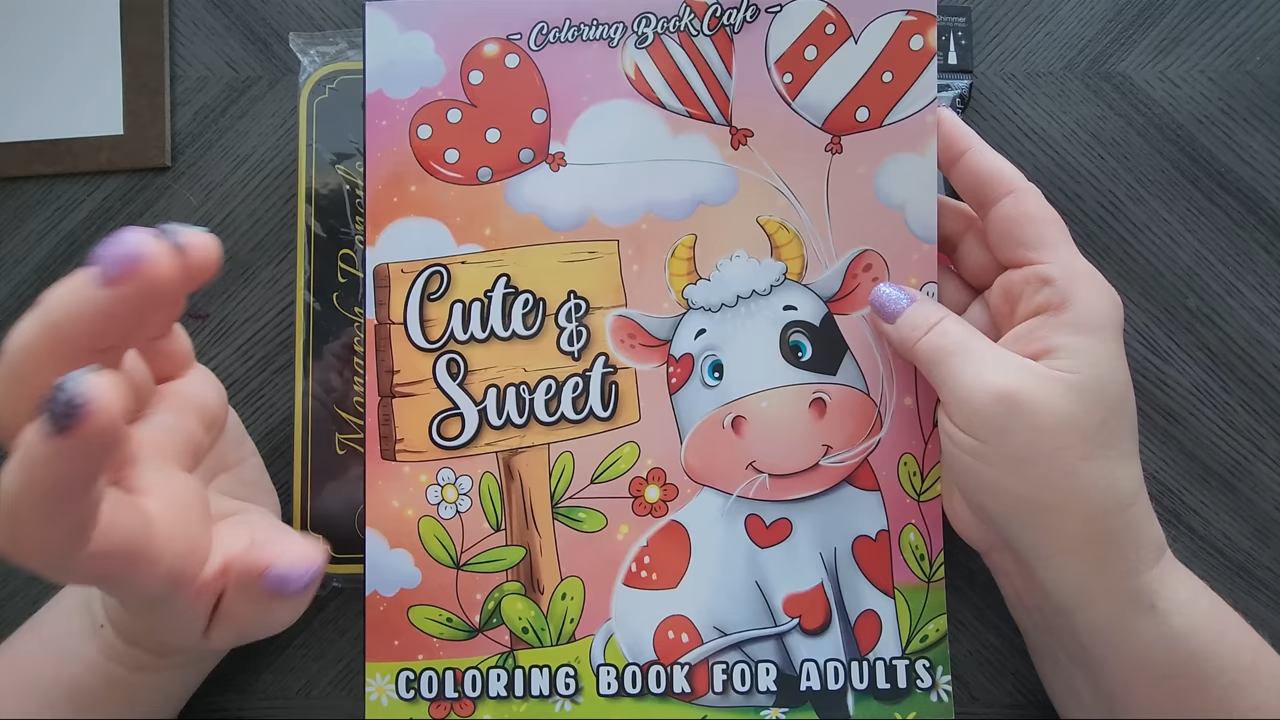 - Coloring Book Cafe -
Shimmer
Cute &
Sweet
Monarch Pencils
COLORING BOOK FOR ADULTS